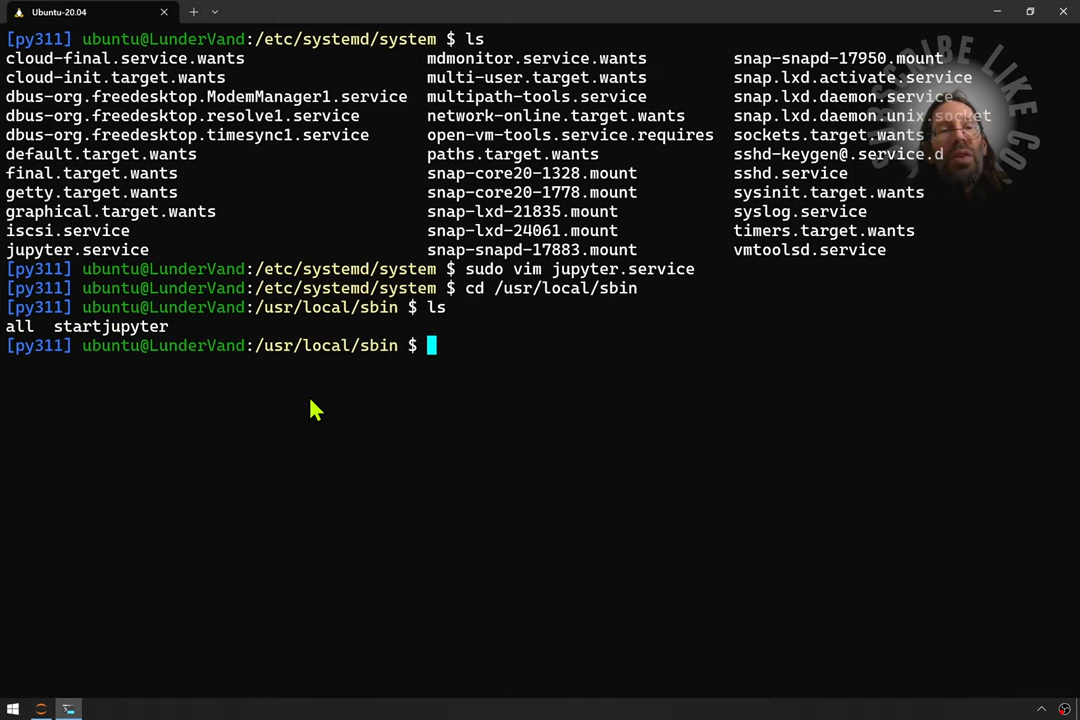 Ubuntu-20.04
[py311] ubuntu@LunderVand:/etc/systemd/system $ ls
cloud-final.service.wants mdmonitor.service.wants snap-snapd-17950.mount
cloud-init.target.wants multi-user.target.wants snap.lxd.activate.service
dbus-org.freedesktop.ModemManager1.service multipath-tools.service snap.lxd.daemon.service
dbus-org.freedesktop.resolve1.service network-online.target.wants snap.lxd.daemon.unix.socket
dbus-org.freedesktop.timesync1.service open-vm-tools.service.requires sockets.target.wants
default.target.wants paths.target.wants sshd-keygen@.service.d
final.target.wants snap-core20-1328.mount sshd.service
getty.target.wants snap-core20-1778.mount sysinit.target.wants
graphical.target.wants snap-lxd-21835.mount syslog.service
iscsi.service snap-lxd-24061.mount timers.target.wants
jupyter.service snap-snapd-17883.mount vmtoolsd.service
[py311] ubuntu@LunderVand:/etc/systemd/system $ sudo vim jupyter.service
[py311] ubuntu@LunderVand:/etc/systemd/system $ cd /usr/local/sbin
[py311] ubuntu@LunderVand:/usr/local/sbin $ ls
all startjupyter
[py311] ubuntu@LunderVand:/usr/local/sbin $
LIKE